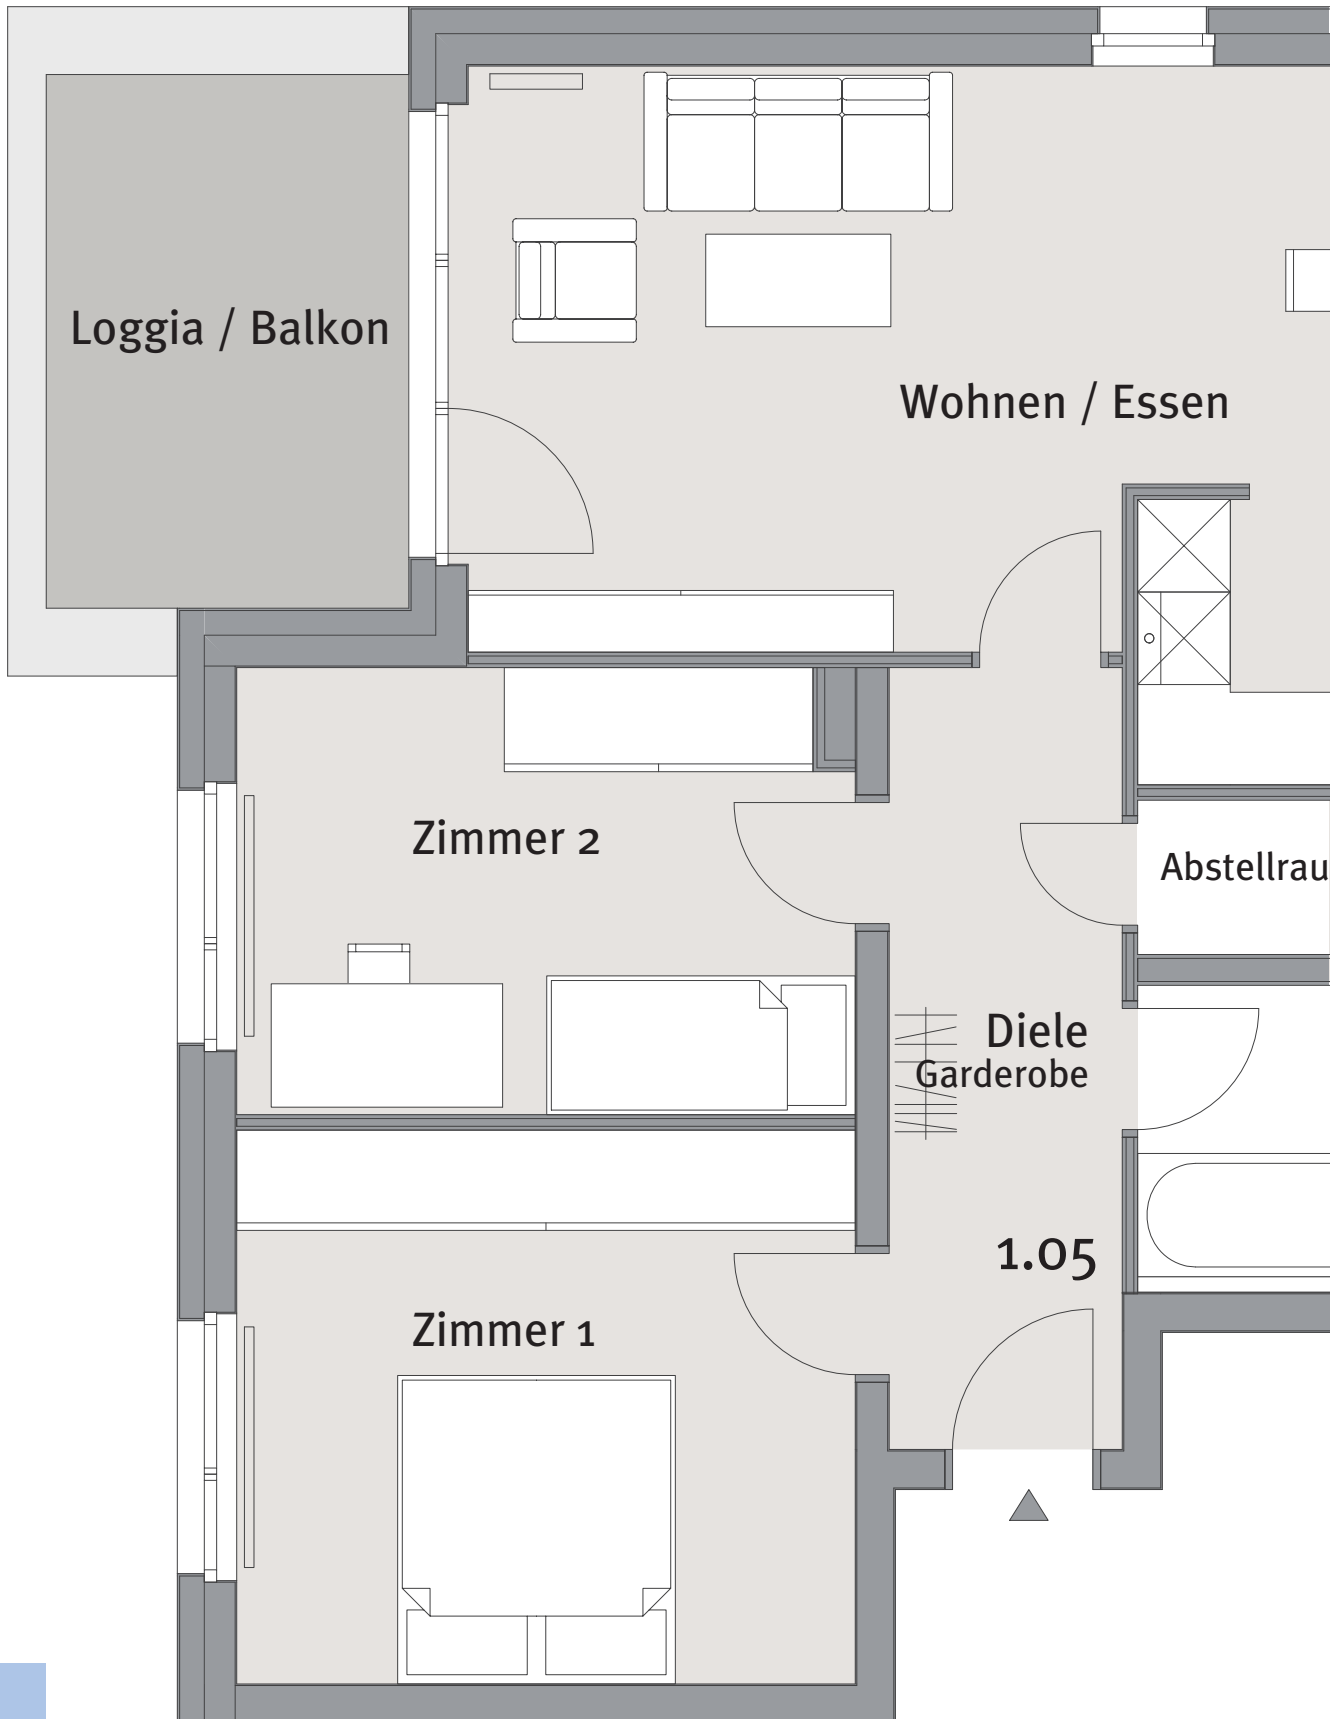 Loggia / Balkon
Wohnen / Essen
Zimmer 2
Abstellrau
Diele
Garderobe
1.05
Zimmer 1